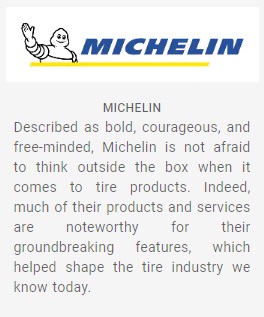 MICHELIN
MICHELIN
Described as bold, courageous, and
free-minded, Michelin is not afraid
to think outside the box when it
comes to tire products. Indeed,
much of their products and services
are noteworthy for their
groundbreaking features, which
helped shape the tire industry we
know today.